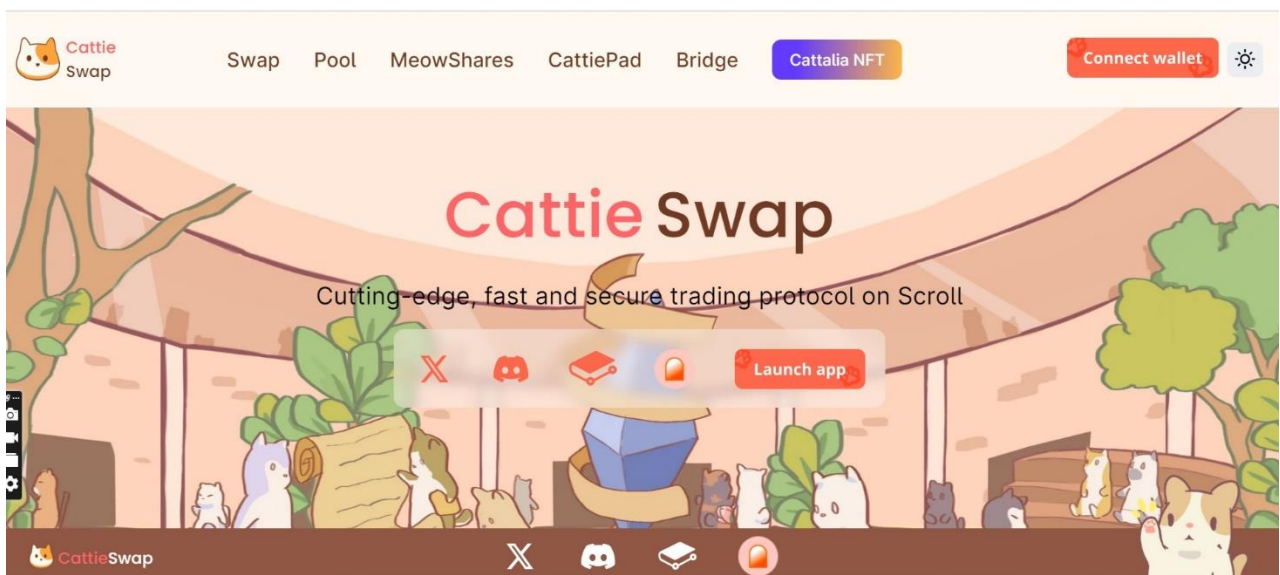 Cattie
Swap
Swap Pool MeowShares CattiePad Bridge Cattalia NFT Connect wallet
Cattie Swap
Cutting-edge, fast and secure trading protocol on Scroll
Launch app
CattieSwap